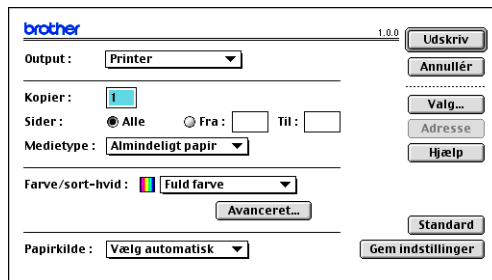 brother
1.0.0
Udskriv
Output: Printer
Annullér
Kopier: 1
Valg...
Sider: Alle Fra: Til:
Adresse
Medietype: Almindeligt papir
Hjælp
Farve/sort-hvid: Fuld farve
Avanceret...
Standard
Papirkilde: Vælg automatisk
Gem indstillinger